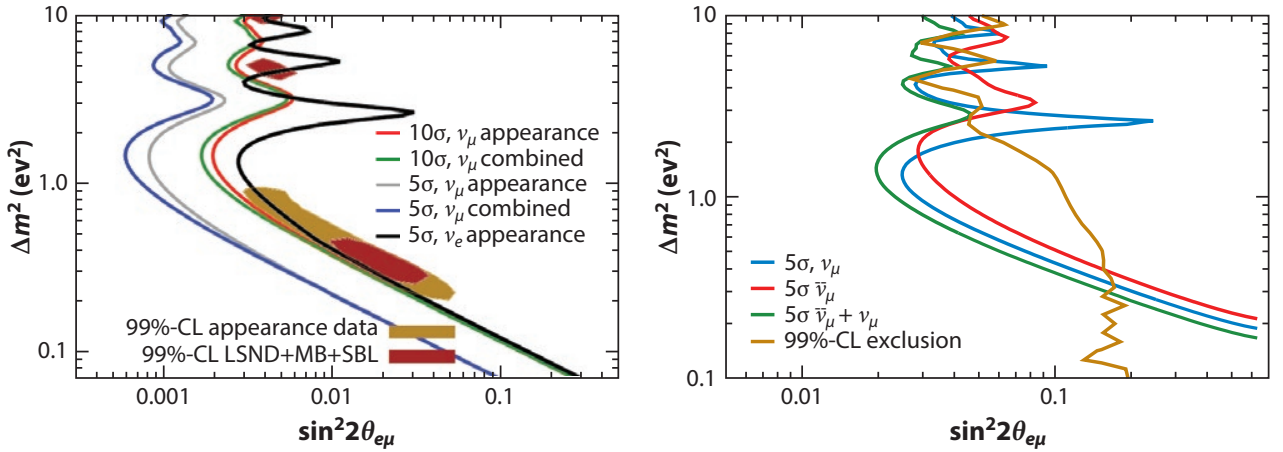 10
1.0
0.1
Δm² (ev²)
0.001
0.01
0.1
sin²2θeμ
10σ, νμ appearance
10σ, νμ combined
5σ, νμ appearance
5σ, νμ combined
5σ, νe appearance
99%-CL appearance data
99%-CL LSND+MB+SBL
10
1.0
0.1
Δm² (ev²)
0.01
0.1
sin²2θeμ
5σ, νμ
5σ ν̄μ
5σ ν̄μ + νμ
99%-CL exclusion